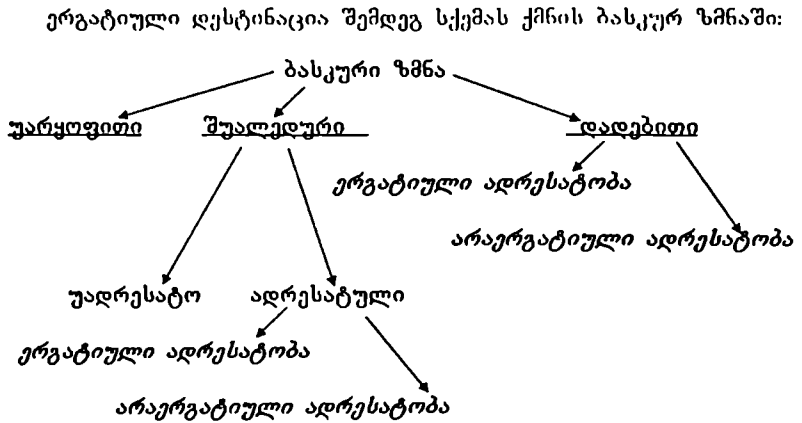 ერგატიული დესტინაცია შემდეგ სქემას ქმნის ბასკურ ზმნაში:
ბასკური ზმნა
უარყოფითი შუალედური დადებითი
ერგატიული ადრესატობა
არაერგატიული ადრესატობა
უადრესატო ადრესატული
ერგატიული ადრესატობა
არაერგატიული ადრესატობა